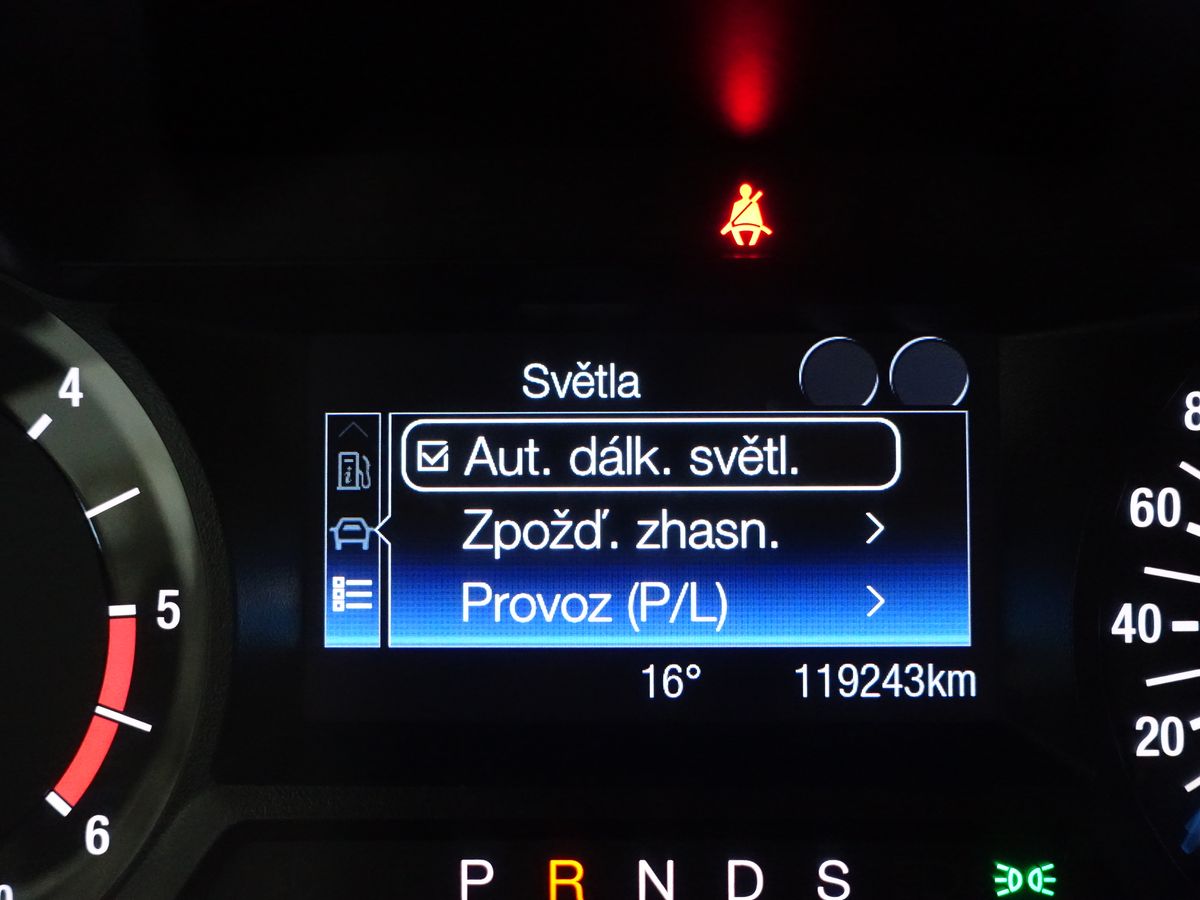 Světla
Aut. dálk. světl.
Zpožď. zhasn.
Provoz (P/L)
16° 119243km
4
5
6
60
40
20
P R N D S